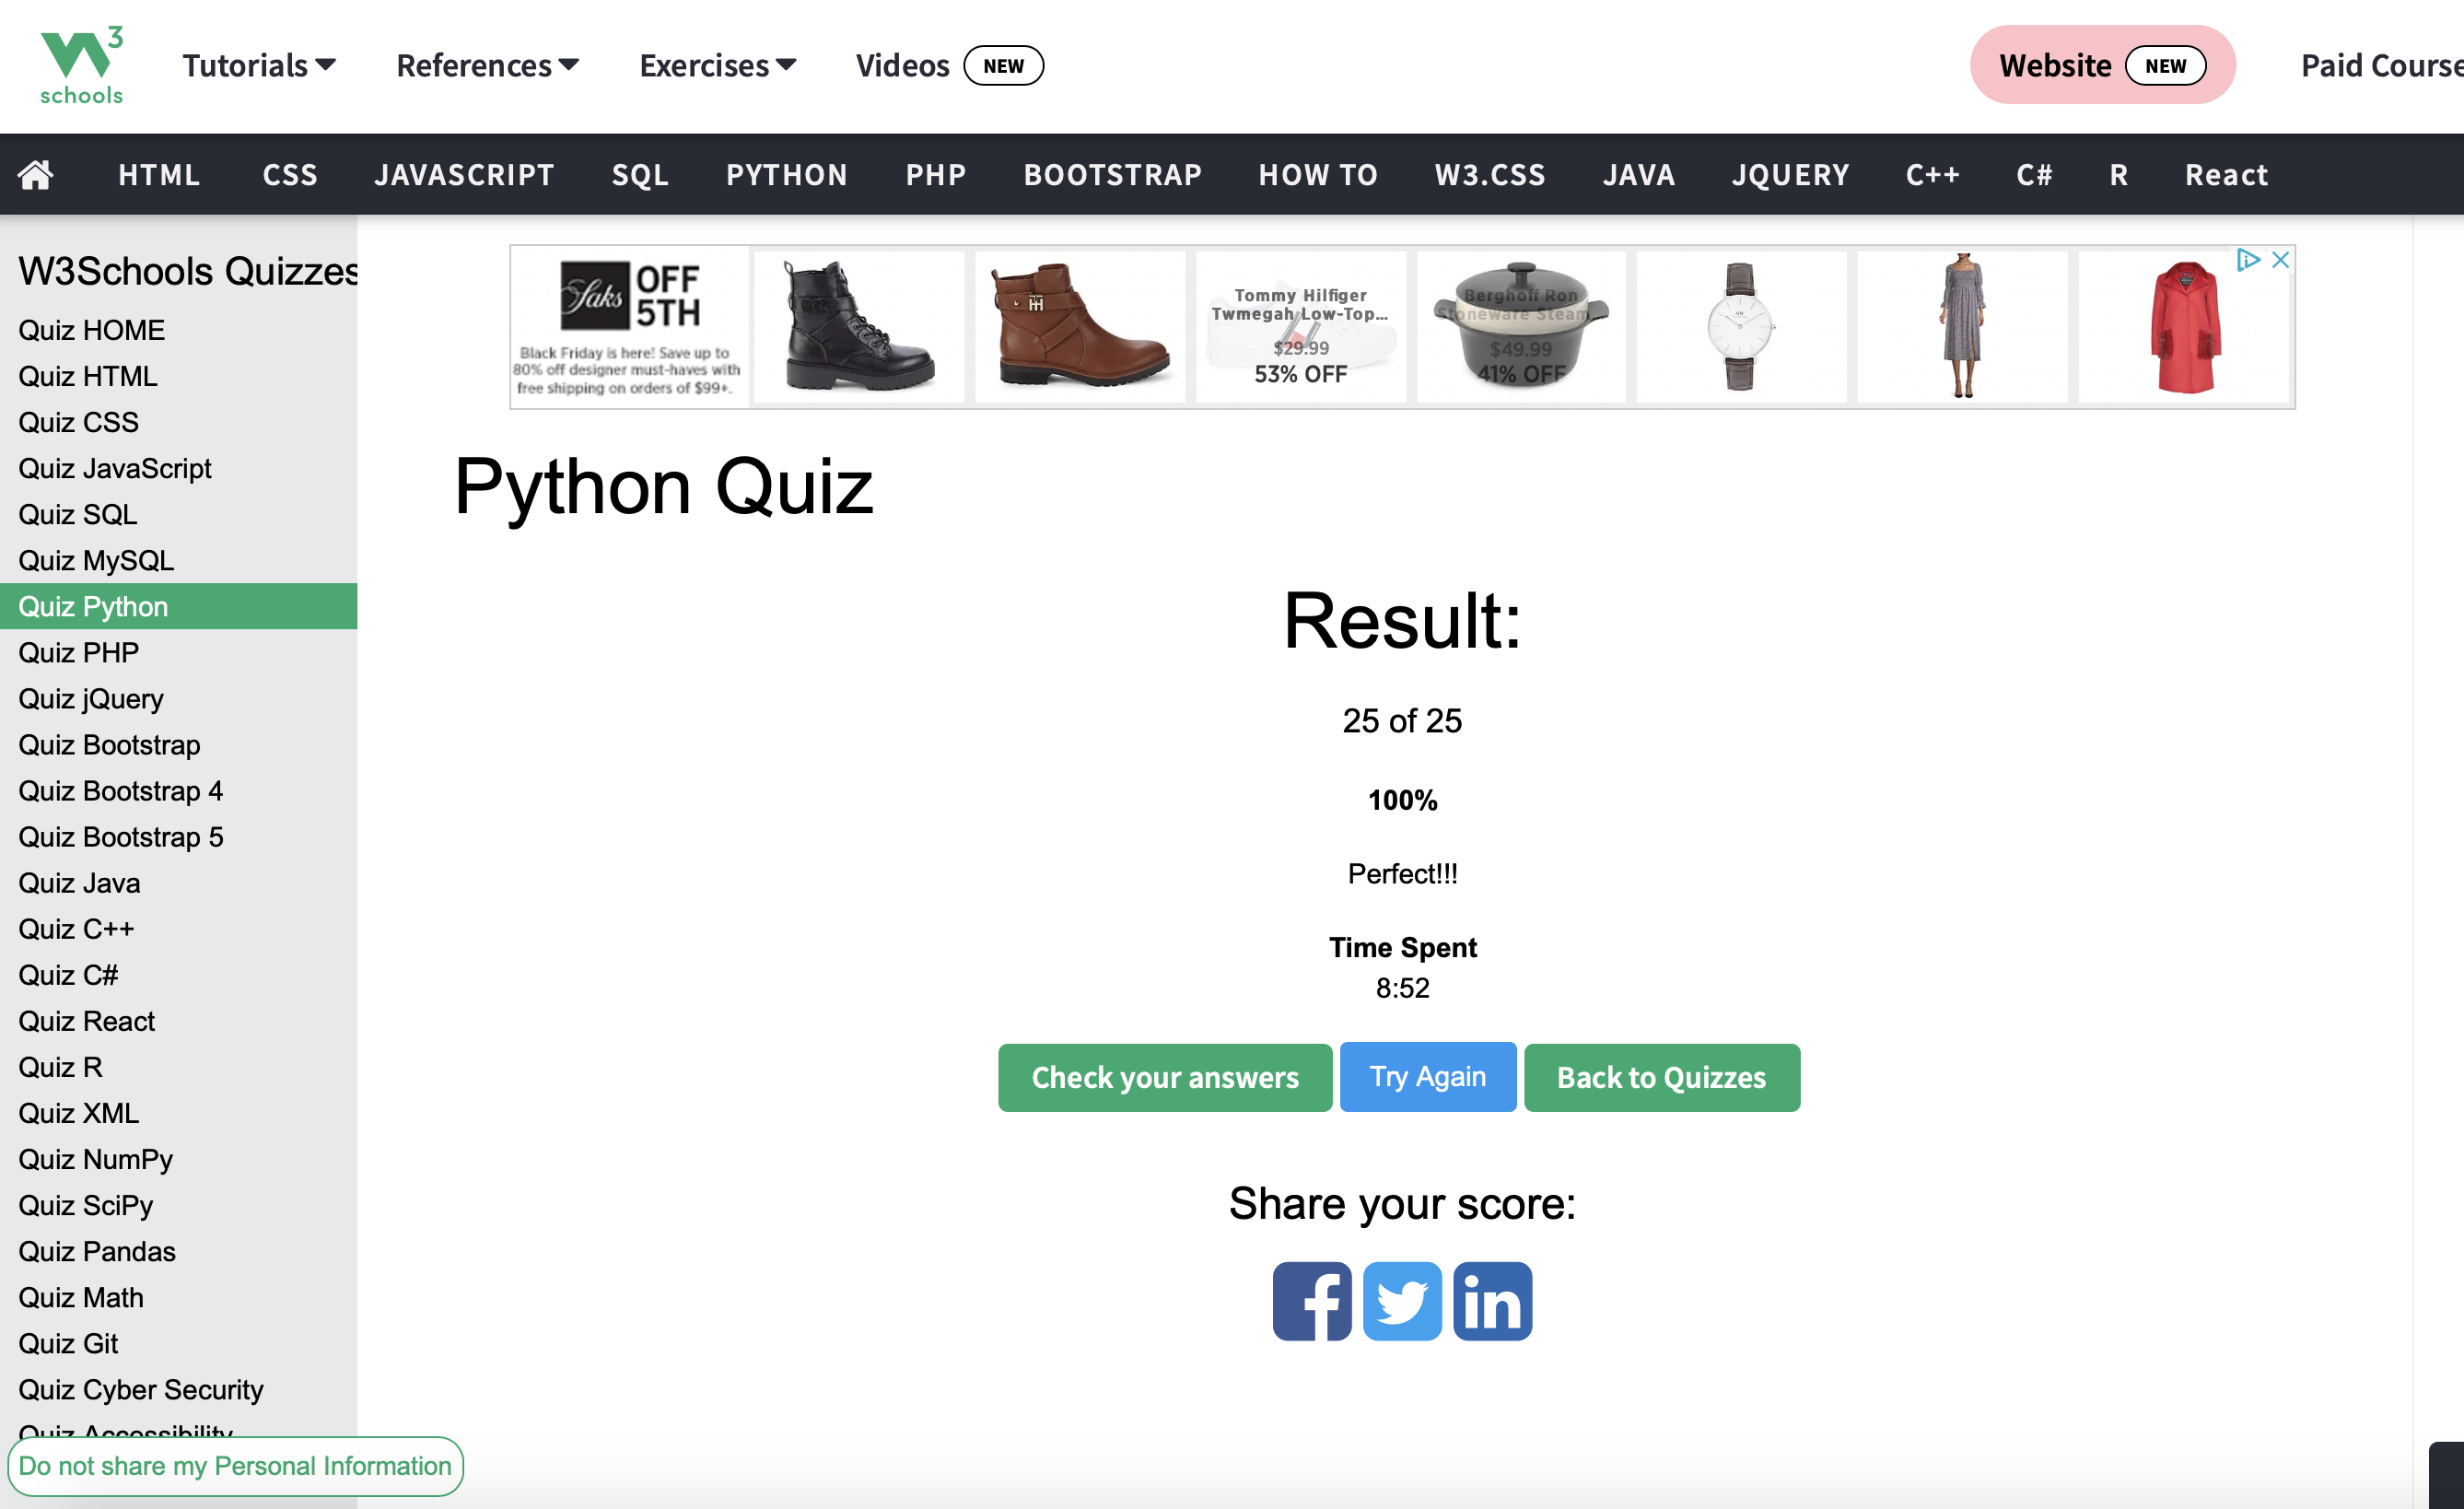 W3
schools
Tutorials
References
Exercises
Videos NEW
Website NEW
Paid Course
HTML CSS JAVASCRIPT SQL PYTHON PHP BOOTSTRAP HOW TO W3.CSS JAVA JQUERY C++ C# R React
W3Schools Quizzes
Quiz HOME
Quiz HTML
Quiz CSS
Quiz JavaScript
Quiz SQL
Quiz MySQL
Quiz Python
Quiz PHP
Quiz jQuery
Quiz Bootstrap
Quiz Bootstrap 4
Quiz Bootstrap 5
Quiz Java
Quiz C++
Quiz C#
Quiz React
Quiz R
Quiz XML
Quiz NumPy
Quiz SciPy
Quiz Pandas
Quiz Math
Quiz Git
Quiz Cyber Security
Quiz Accessibility
Do not share my Personal Information
Saks OFF
5TH
Black Friday is here! Save up to
80% off designer must-haves with
free shipping on orders of $99+.
Tommy Hilfiger
Twmegah Low-Top...
$29.99
53% OFF
Berghoff Ron
Stoneware Steam
$49.99
41% OFF
Python Quiz
Result:
25 of 25
100%
Perfect!!!
Time Spent
8:52
Check your answers
Try Again
Back to Quizzes
Share your score: